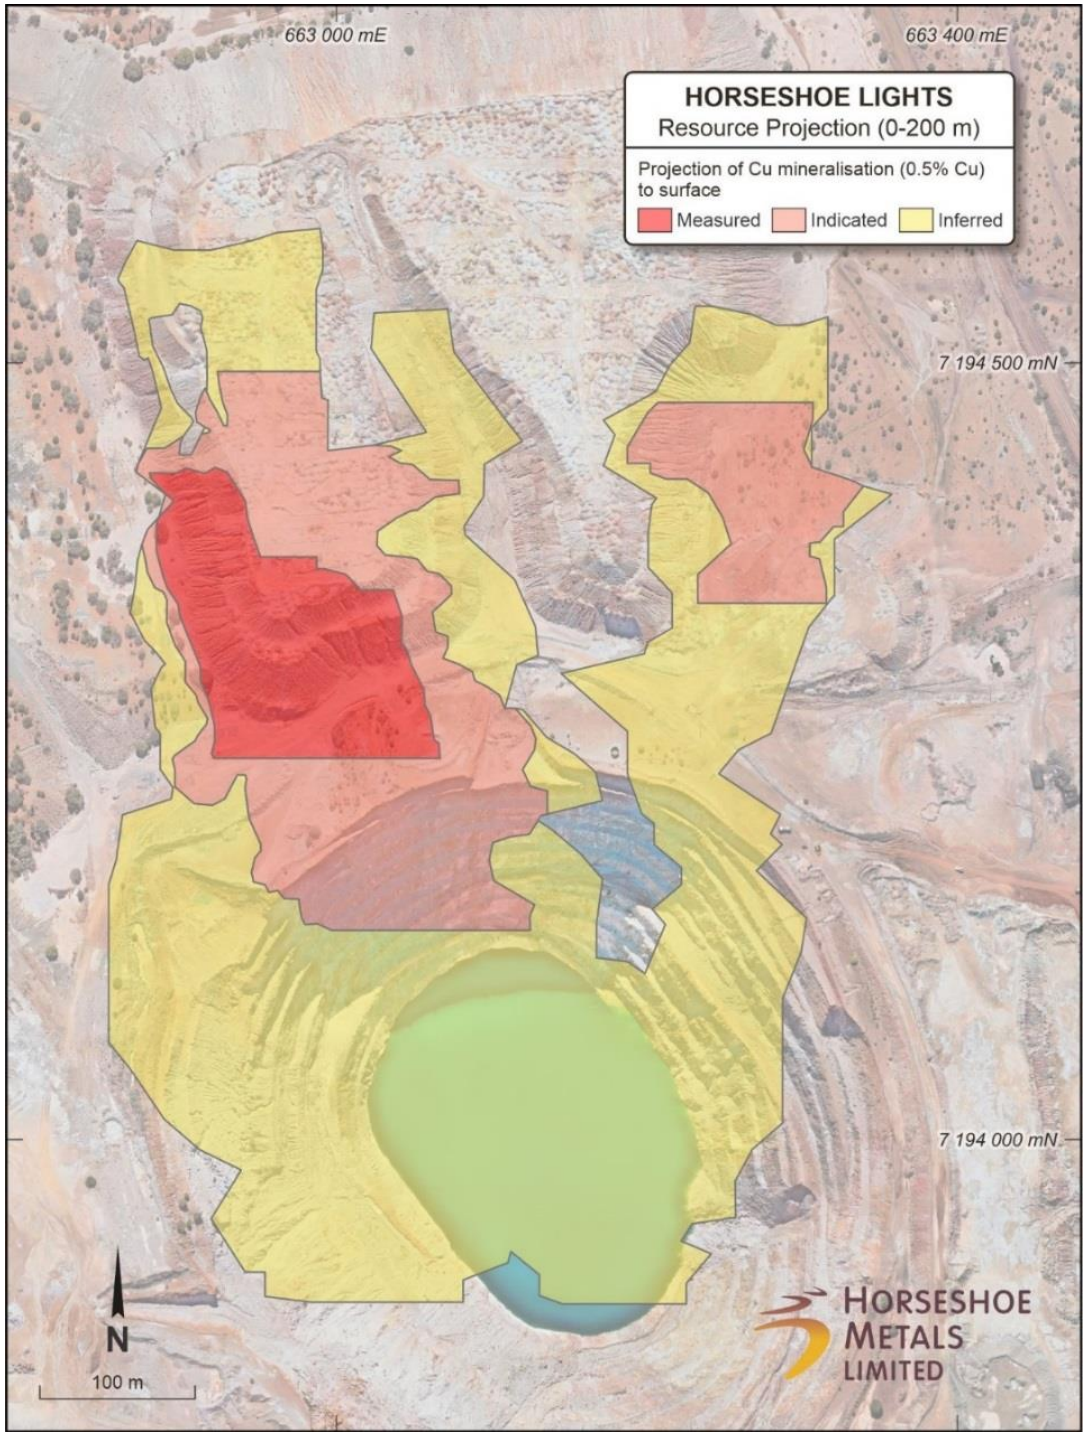 663 000 mE
663 400 mE
HORSESHOE LIGHTS
Resource Projection (0-200 m)
Projection of Cu mineralisation (0.5% Cu)
to surface
Measured
Indicated
Inferred
7 194 500 mN
7 194 000 mN
N
100 m
HORSESHOE
METALS
LIMITED